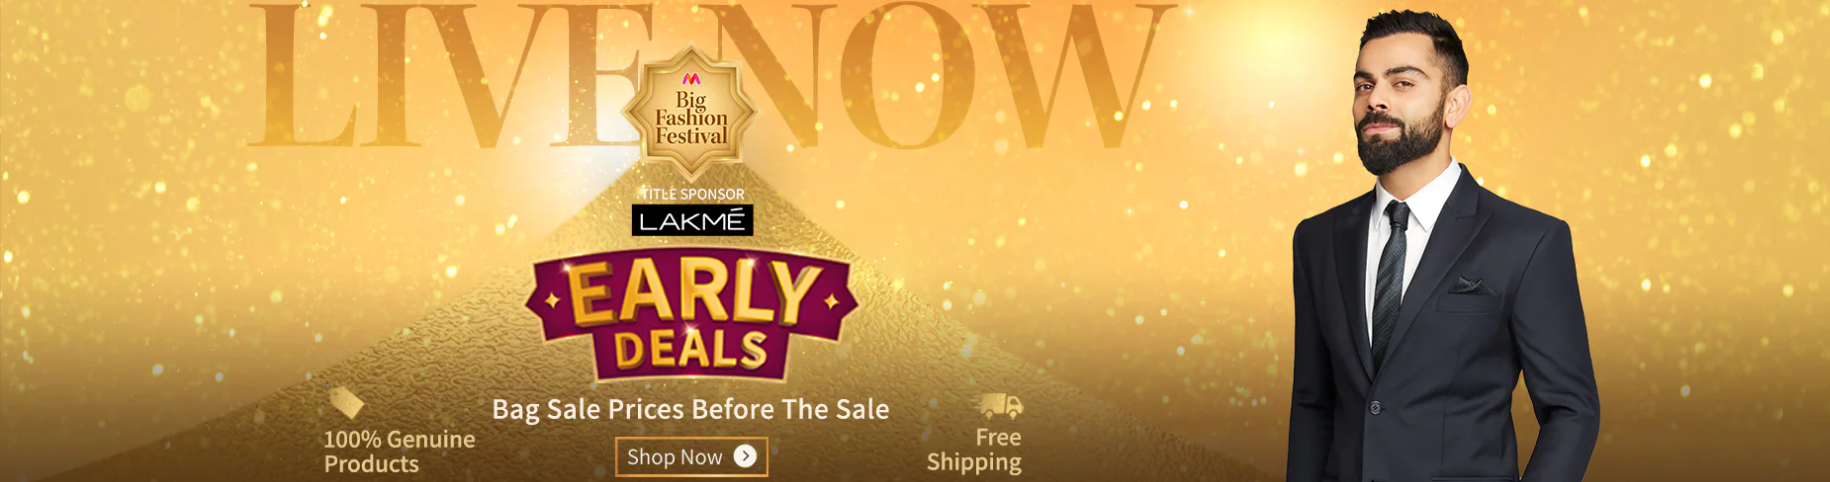 LIVE NOW
Big
Fashion
Festival
TITLE SPONSOR
LAKMÉ
EARLY
DEALS
Bag Sale Prices Before The Sale
100% Genuine
Products
Shop Now
Free
Shipping